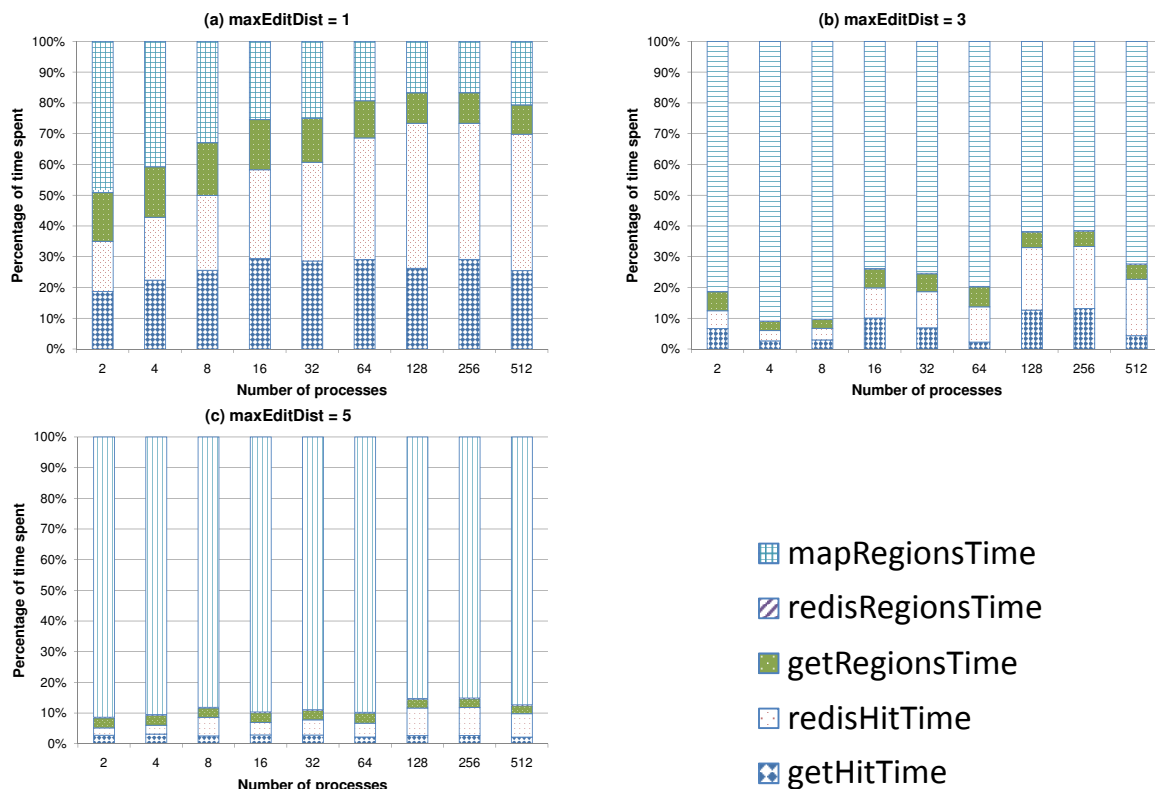 (a) maxEditDist = 1
100%
90%
80%
70%
60%
50%
40%
30%
20%
10%
0%
Percentage of time spent
2 4 8 16 32 64 128 256 512
Number of processes
(b) maxEditDist = 3
100%
90%
80%
70%
60%
50%
40%
30%
20%
10%
0%
Percentage of time spent
2 4 8 16 32 64 128 256 512
Number of processes
(c) maxEditDist = 5
100%
90%
80%
70%
60%
50%
40%
30%
20%
10%
0%
Percentage of time spent
2 4 8 16 32 64 128 256 512
Number of processes
mapRegionsTime
redisRegionsTime
getRegionsTime
redisHitTime
getHitTime